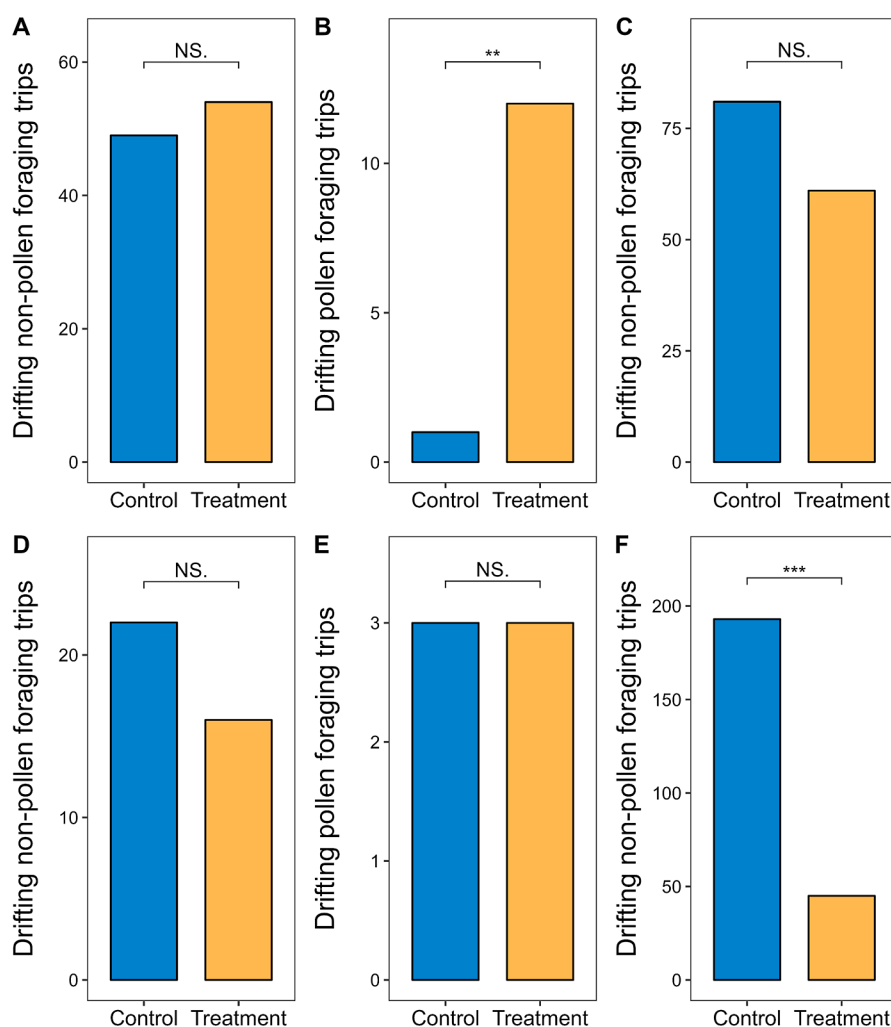 A
Drifting non-pollen foraging trips
60
40
20
0
NS.
Control Treatment
B
Drifting pollen foraging trips
10
5
0
**
Control Treatment
C
Drifting non-pollen foraging trips
75
50
25
0
NS.
Control Treatment
D
Drifting non-pollen foraging trips
20
10
0
NS.
Control Treatment
E
Drifting pollen foraging trips
3
2
1
0
NS.
Control Treatment
F
Drifting non-pollen foraging trips
200
150
100
50
0
***
Control Treatment